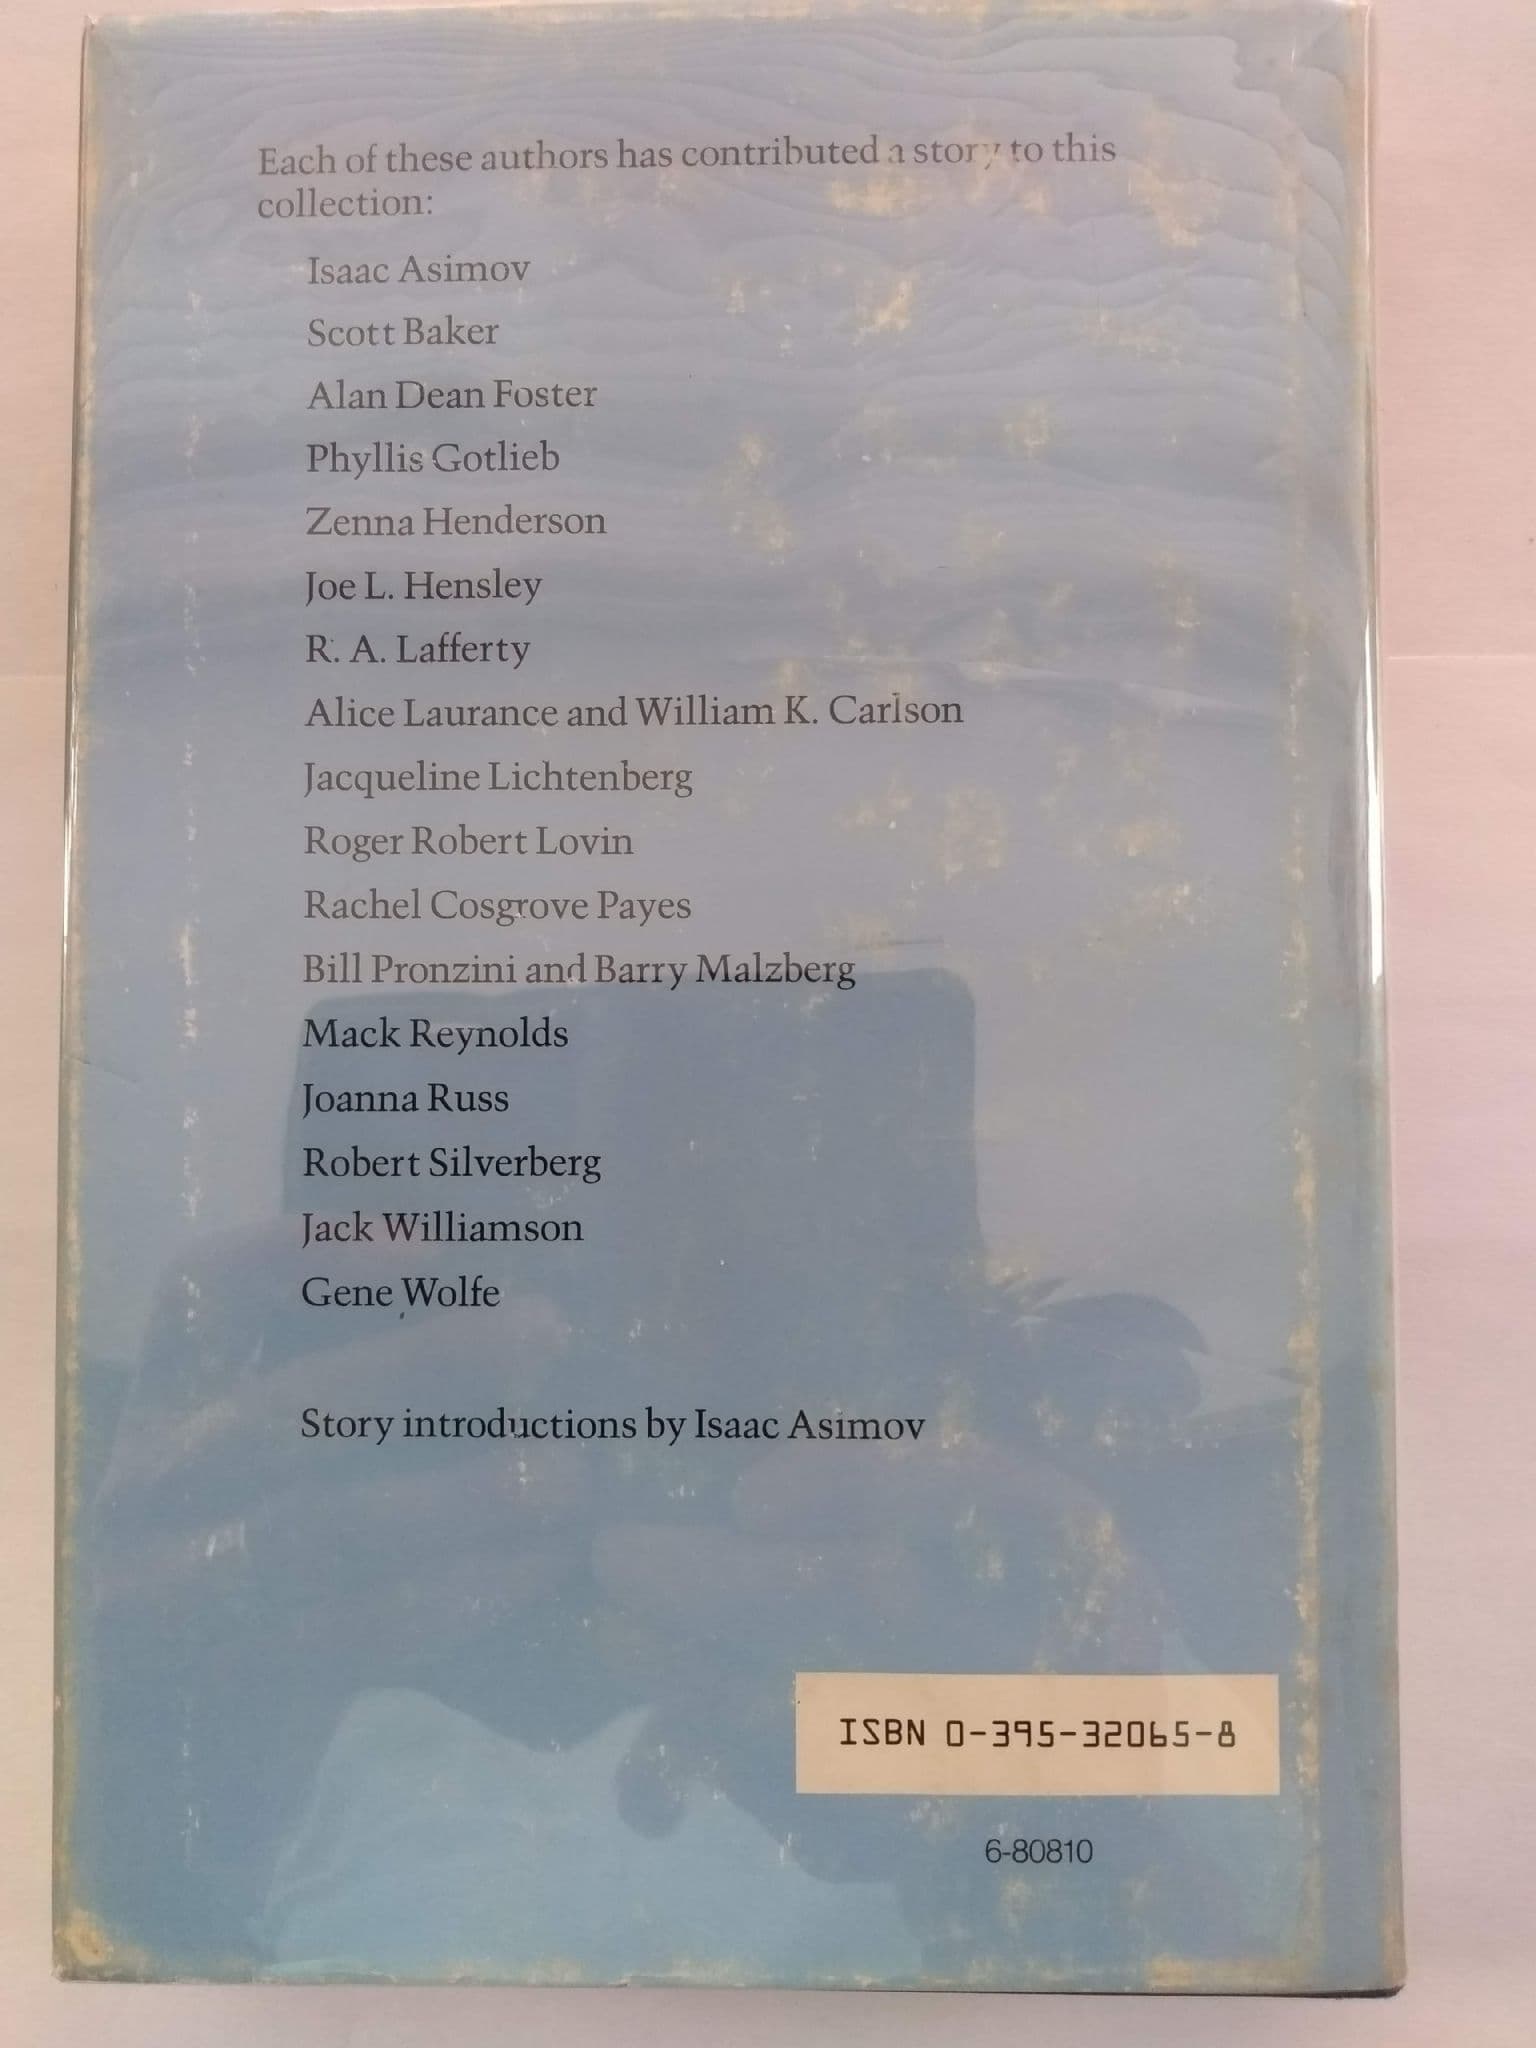 Each of these authors has contributed a story to this
collection:
Isaac Asimov
Scott Baker
Alan Dean Foster
Phyllis Gotlieb
Zenna Henderson
Joe L. Hensley
R. A. Lafferty
Alice Laurance and William K. Carlson
Jacqueline Lichtenberg
Roger Robert Lovin
Rachel Cosgrove Payes
Bill Pronzini and Barry Malzberg
Mack Reynolds
Joanna Russ
Robert Silverberg
Jack Williamson
Gene Wolfe
Story introductions by Isaac Asimov
ISBN 0-395-32065-8
6-80810